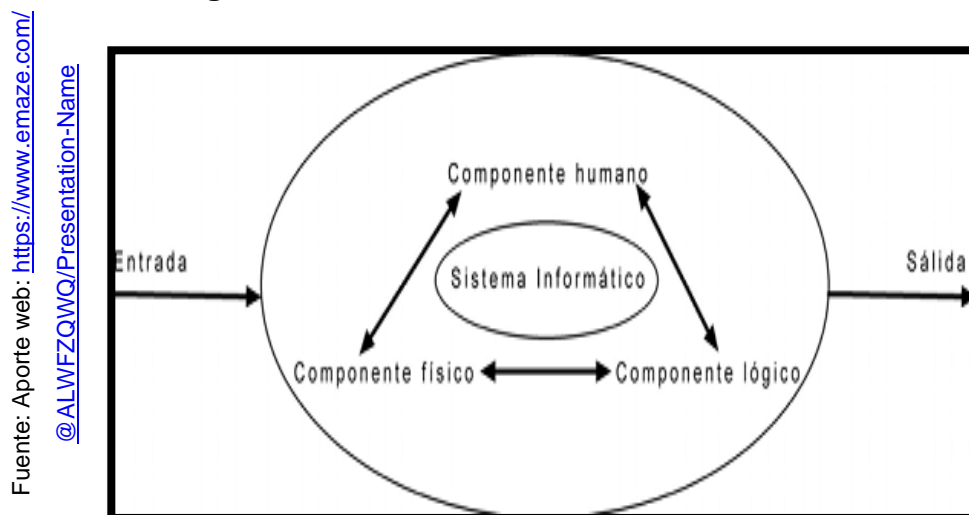 Fuente: Aporte web: https://www.emaze.com/
@ALWFZQWQ/Presentation-Name
Componente humano
Entrada
Sistema Informático
Sálida
Componente físico
Componente lógico